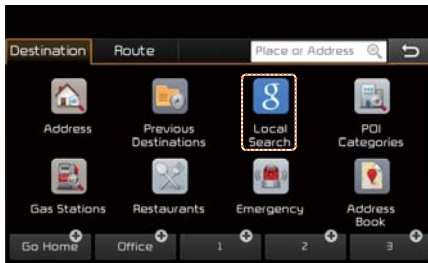 Destination Route Place or Address
Address Previous Destinations Local Search POI Categories
Gas Stations Restaurants Emergency Address Book
Go Home Office 1 2 3